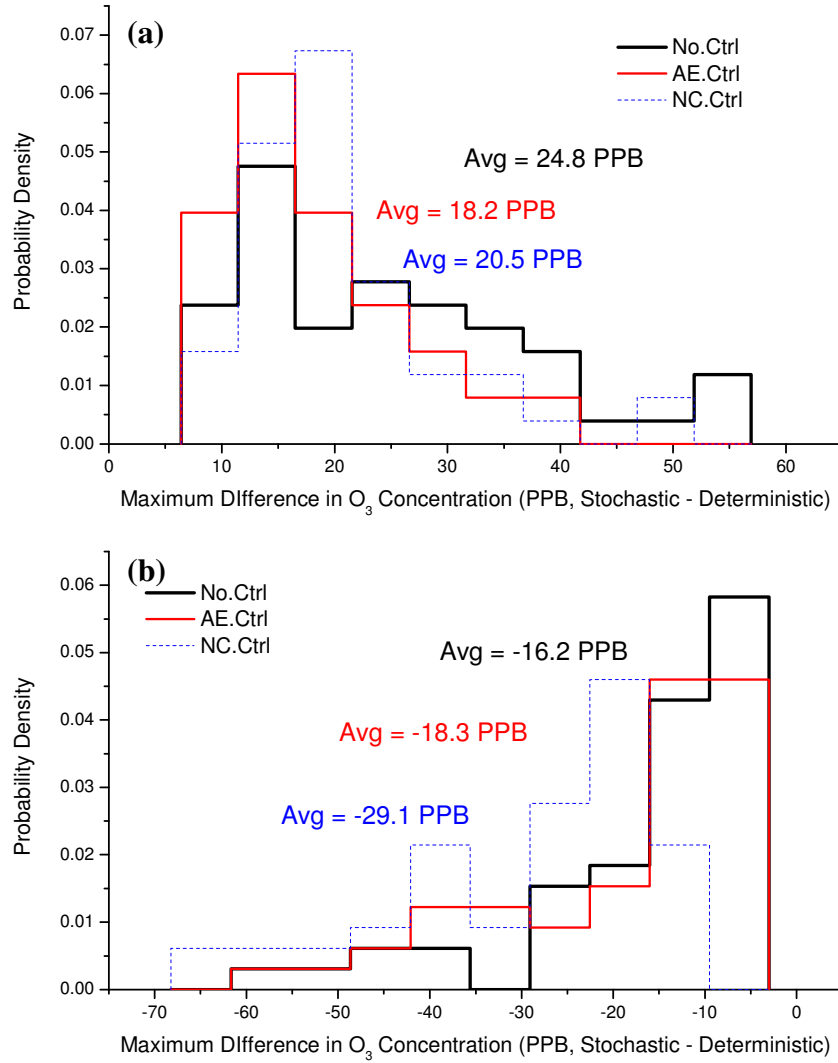 (a)
No.Ctrl
AE.Ctrl
NC.Ctrl
Avg = 24.8 PPB
Avg = 18.2 PPB
Avg = 20.5 PPB
Probability Density
0.07
0.06
0.05
0.04
0.03
0.02
0.01
0.00
0 10 20 30 40 50 60
Maximum DIfference in O₃ Concentration (PPB, Stochastic - Deterministic)
(b)
No.Ctrl
AE.Ctrl
NC.Ctrl
Avg = -16.2 PPB
Avg = -18.3 PPB
Avg = -29.1 PPB
Probability Density
0.06
0.05
0.04
0.03
0.02
0.01
0.00
-70 -60 -50 -40 -30 -20 -10 0
Maximum DIfference in O₃ Concentration (PPB, Stochastic - Deterministic)